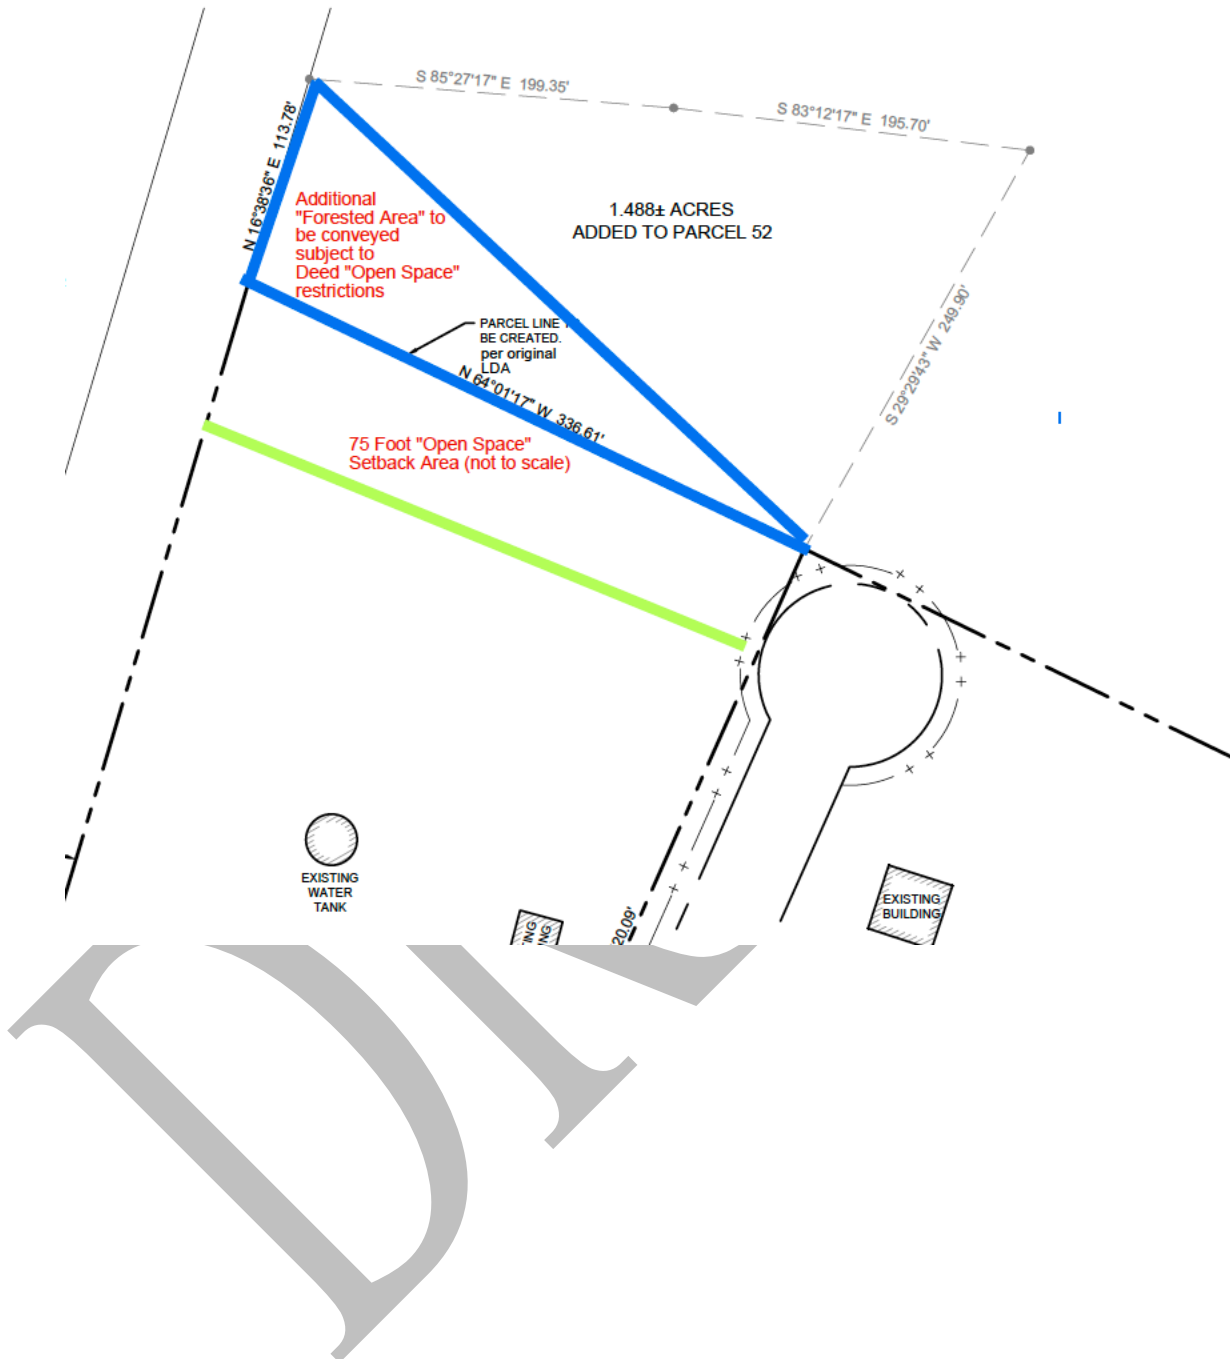 S 85°27'17" E 199.35'
S 83°12'17" E 195.70'
N 16°38'36" E 113.78'
Additional
"Forested Area" to
be conveyed
subject to
Deed "Open Space"
restrictions
1.488± ACRES
ADDED TO PARCEL 52
S 29°29'43" W 249.90'
PARCEL LINE
BE CREATED.
per original
LDA
N 64°01'17" W 336.61'
75 Foot "Open Space"
Setback Area (not to scale)
EXISTING
WATER
TANK
EXISTING
BUILDING
20.09'